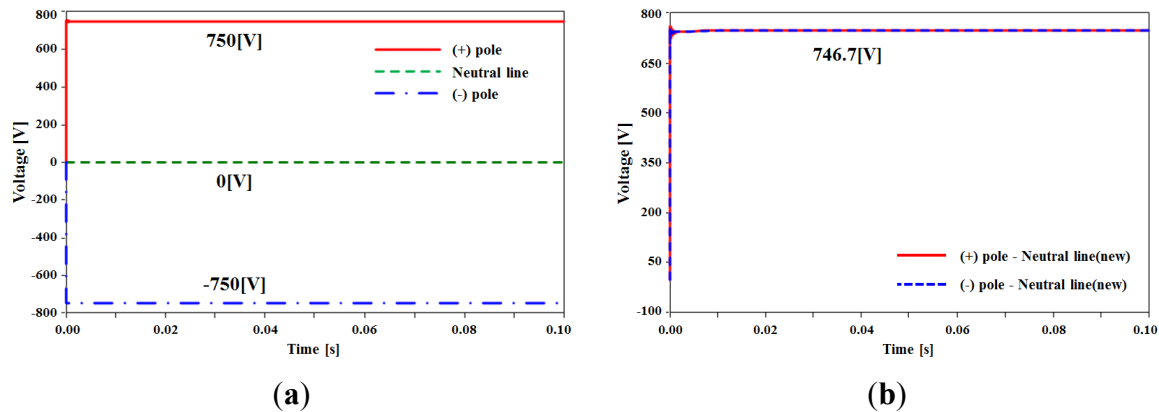 800
600
400
200
0
-200
-400
-600
-800
Voltage [V]
750[V]
(+) pole
Neutral line
(-) pole
0[V]
-750[V]
0.00 0.02 0.04 0.06 0.08 0.10
Time [s]
(a)
800
650
500
350
200
50
-100
Voltage [V]
746.7[V]
(+) pole - Neutral line(new)
(-) pole - Neutral line(new)
0.00 0.02 0.04 0.06 0.08 0.10
Time [s]
(b)